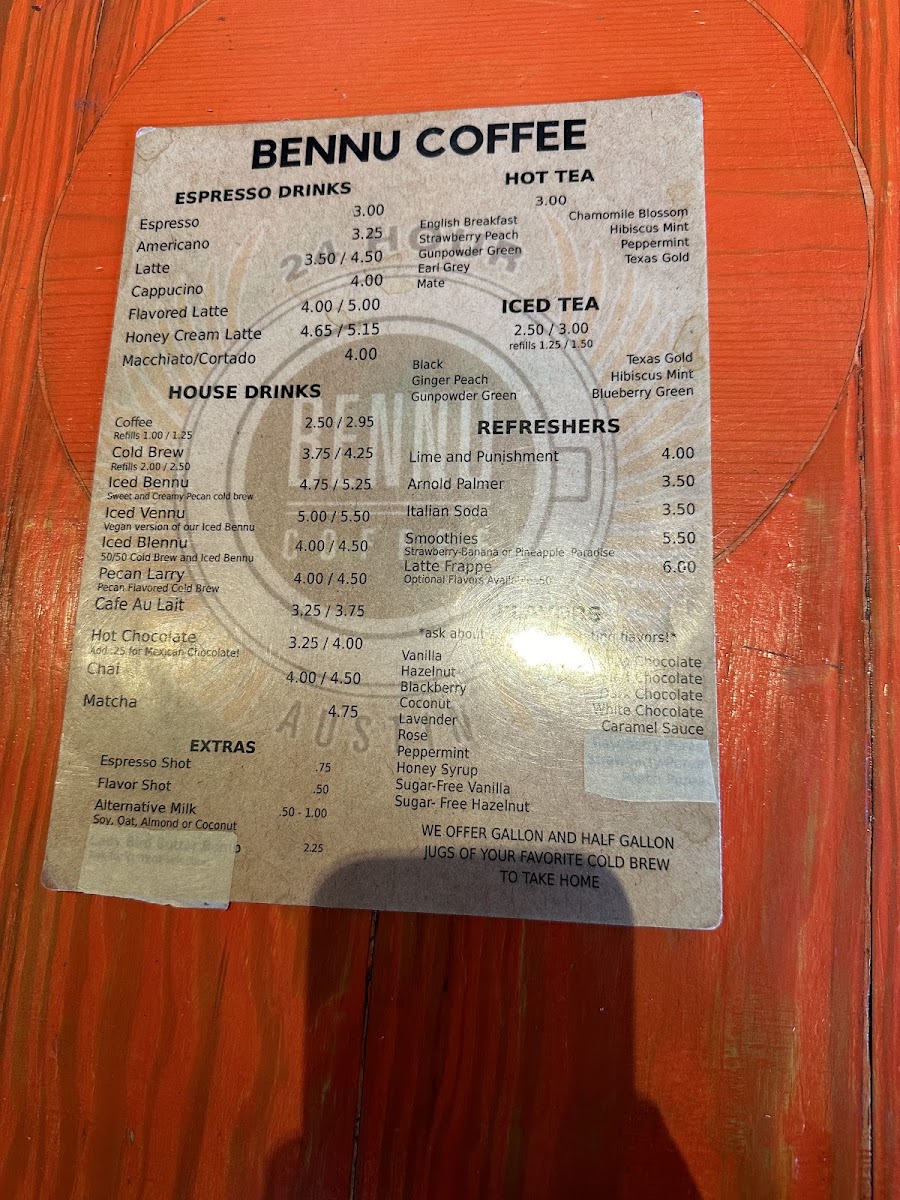 BENNU COFFEE
ESPRESSO DRINKS
Espresso 3.00
Americano 3.25
Latte 3.50 / 4.50
Cappucino 4.00
Flavored Latte 4.00 / 5.00
Honey Cream Latte 4.65 / 5.15
Macchiato/Cortado 4.00
HOUSE DRINKS
Coffee 2.50 / 2.95
Refills 1.00 / 1.25
Cold Brew 3.75 / 4.25
Refills 2.00 / 2.50
Iced Bennu 4.75 / 5.25
Sweet and Creamy Pecan cold brew
Iced Vennu 5.00 / 5.50
Vegan version of our Iced Bennu
Iced Blennu 4.00 / 4.50
50/50 Cold Brew and Iced Bennu
Pecan Larry 4.00 / 4.50
Pecan Flavored Cold Brew
Cafe Au Lait 3.25 / 3.75
Hot Chocolate 3.25 / 4.00
Add .25 for Mexican Chocolate!
Chai 4.00 / 4.50
Matcha 4.75
EXTRAS
Espresso Shot .75
Flavor Shot .50
Alternative Milk .50 - 1.00
Soy, Oat, Almond or Coconut
2.25
HOT TEA
3.00
English Breakfast
Strawberry Peach
Gunpowder Green
Earl Grey
Mate
Chamomile Blossom
Hibiscus Mint
Peppermint
Texas Gold
ICED TEA
2.50 / 3.00
refills 1.25 / 1.50
Black
Ginger Peach
Gunpowder Green
Texas Gold
Hibiscus Mint
Blueberry Green
REFRESHERS
Lime and Punishment 4.00
Arnold Palmer 3.50
Italian Soda 3.50
Smoothies 5.50
Strawberry-Banana or Pineapple Paradise
Latte Frappe 6.00
Optional Flavors .50
FLAVORS
*ask about flavors!*
Vanilla
Hazelnut
Blackberry
Coconut
Lavender
Rose
Peppermint
Honey Syrup
Sugar-Free Vanilla
Sugar- Free Hazelnut
Chocolate
Chocolate
Dark Chocolate
White Chocolate
Caramel Sauce
WE OFFER GALLON AND HALF GALLON
JUGS OF YOUR FAVORITE COLD BREW
TO TAKE HOME
24 HOUR
BENNU
COFFEE
AUSTIN